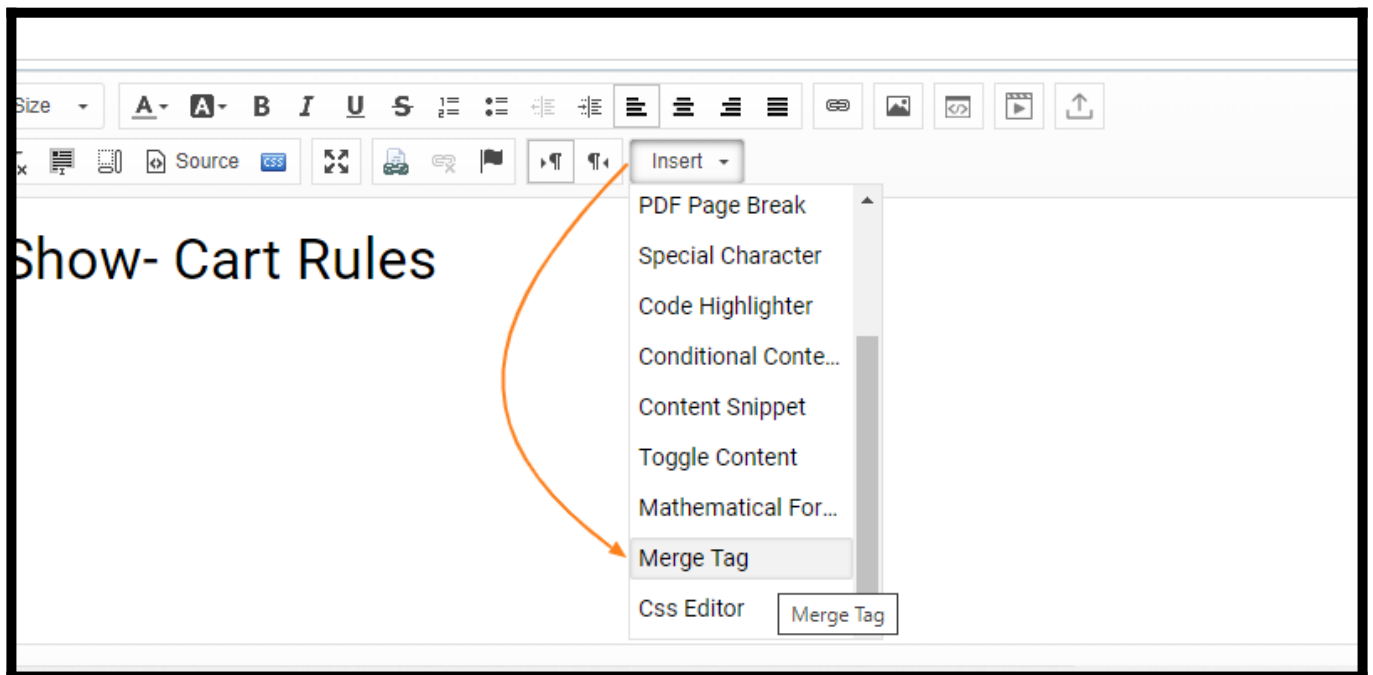 Size
A A B I U S
Source
CSS
Insert
PDF Page Break
Special Character
Code Highlighter
Conditional Conte...
Content Snippet
Toggle Content
Mathematical For...
Merge Tag
Css Editor
Merge Tag
Show- Cart Rules